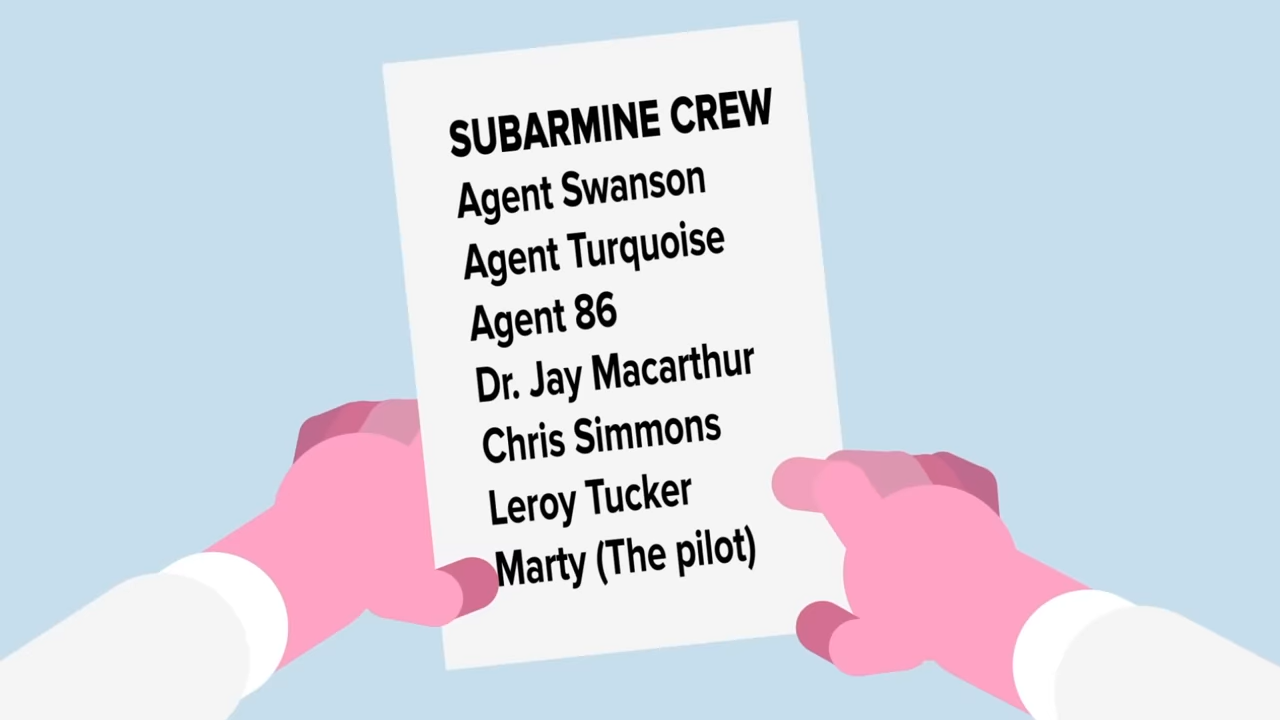 SUBARMINE CREW
Agent Swanson
Agent Turquoise
Agent 86
Dr. Jay Macarthur
Chris Simmons
Leroy Tucker
Marty (The pilot)